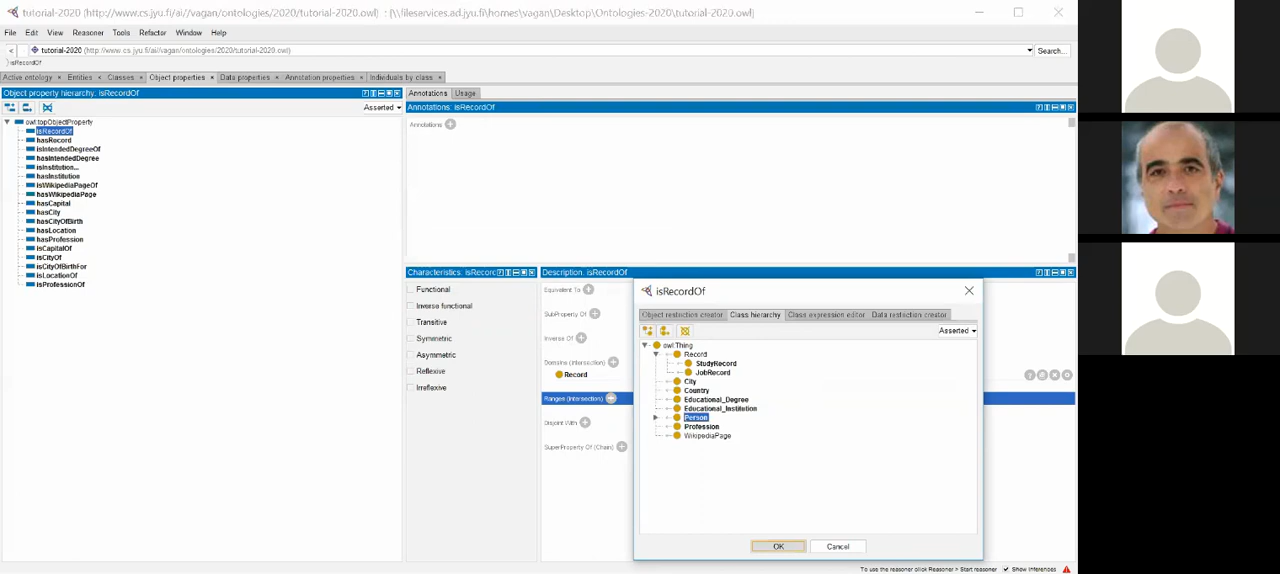 tutorial-2020 (http://www.cs.jyu.fi/ai//vagan/ontologies/2020/tutorial-2020.owl) : (\\fileservices.ad.jyu.fi\homes\vagan\Desktop\Ontologies-2020\tutorial-2020.owl)
File Edit View Reasoner Tools Refactor Window Help
< > tutorial-2020 (http://www.cs.jyu.fi/ai//vagan/ontologies/2020/tutorial-2020.owl) Search...
isRecordOf
Active ontology × Entities × Classes × Object properties × Data properties × Annotation properties × Individuals by class ×
Object property hierarchy: isRecordOf
Asserted
owl:topObjectProperty
isRecordOf
hasRecord
isIntendedDegreeOf
hasIntendedDegree
isInstitution...
hasInstitution
isWikipediaPageOf
hasWikipediaPage
hasCapital
hasCity
hasCityOfBirth
hasLocation
hasProfession
isCapitalOf
isCityOf
isCityOfBirthFor
isLocationOf
isProfessionOf
Annotations Usage
Annotations: isRecordOf
Annotations
Characteristics: isRecord
Functional
Inverse functional
Transitive
Symmetric
Asymmetric
Reflexive
Irreflexive
Description: isRecordOf
Equivalent To
SubProperty Of
Inverse Of
Domains (intersection)
Record
Ranges (intersection)
Disjoint With
SuperProperty Of (Chain)
isRecordOf
Object restriction creator Class hierarchy Class expression editor Data restriction creator
Asserted
owl:Thing
Record
StudyRecord
JobRecord
City
Country
Educational_Degree
Educational_Institution
Person
Profession
WikipediaPage
OK Cancel
To use the reasoner click Reasoner > Start reasoner Show Inferences